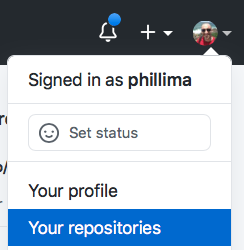 Signed in as phillima
Set status
Your profile
Your repositories